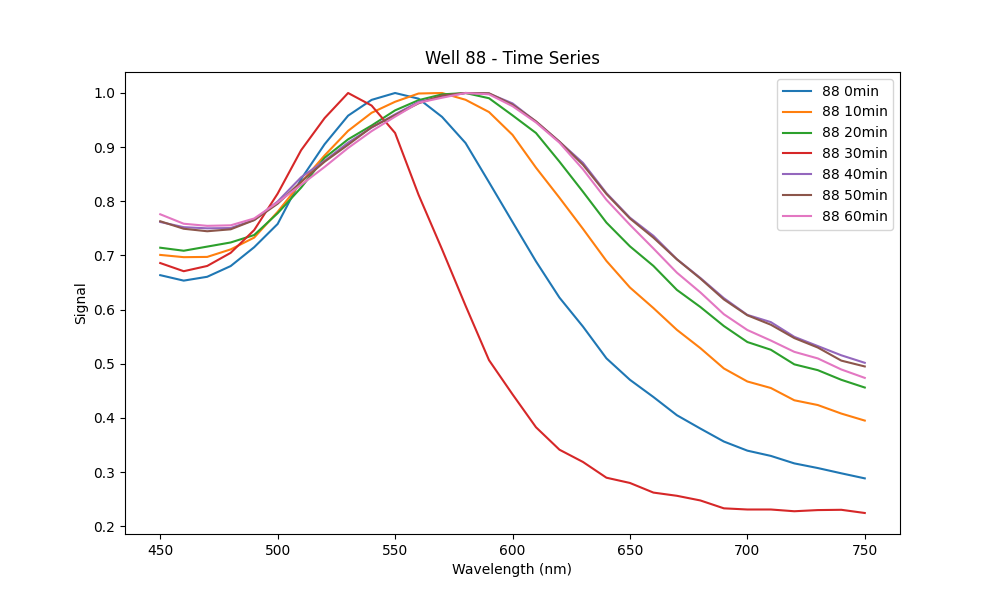 Well 88 - Time Series
1.0
0.9
0.8
0.7
0.6
0.5
0.4
0.3
0.2
Signal
88 0min
88 10min
88 20min
88 30min
88 40min
88 50min
88 60min
450 500 550 600 650 700 750
Wavelength (nm)